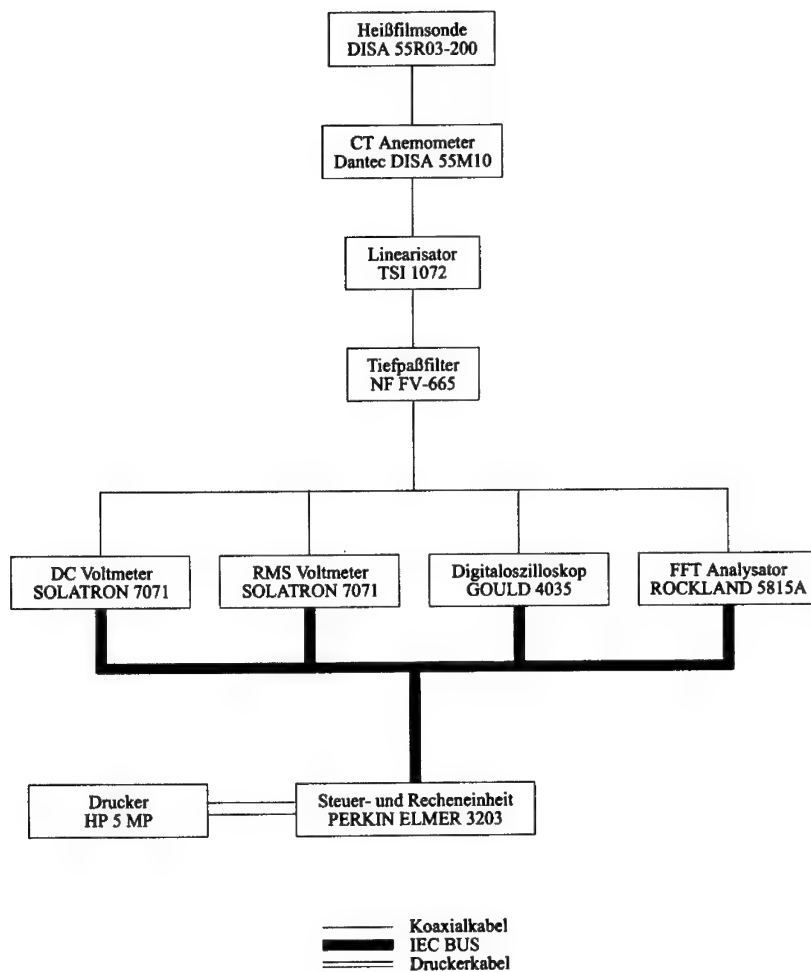 Heißfilmsonde
DISA 55R03-200
CT Anemometer
Dantec DISA 55M10
Linearisator
TSI 1072
Tiefpaßfilter
NF FV-665
DC Voltmeter
SOLATRON 7071
RMS Voltmeter
SOLATRON 7071
Digitaloszilloskop
GOULD 4035
FFT Analysator
ROCKLAND 5815A
Drucker
HP 5 MP
Steuer- und Recheneinheit
PERKIN ELMER 3203
Koaxialkabel
IEC BUS
Druckerkabel